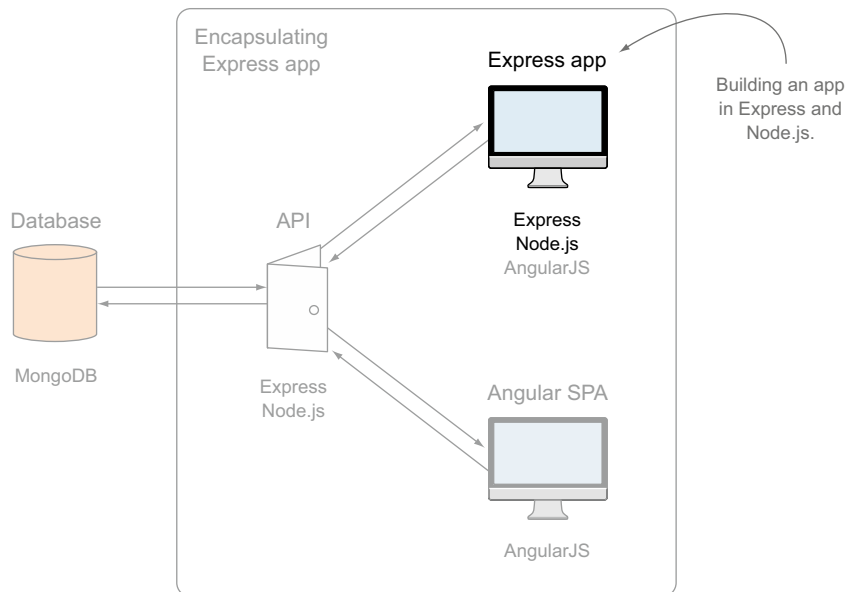 Encapsulating
Express app
Express app
Building an app
in Express and
Node.js.
Database
API
Express
Node.js
AngularJS
MongoDB
Express
Node.js
Angular SPA
AngularJS